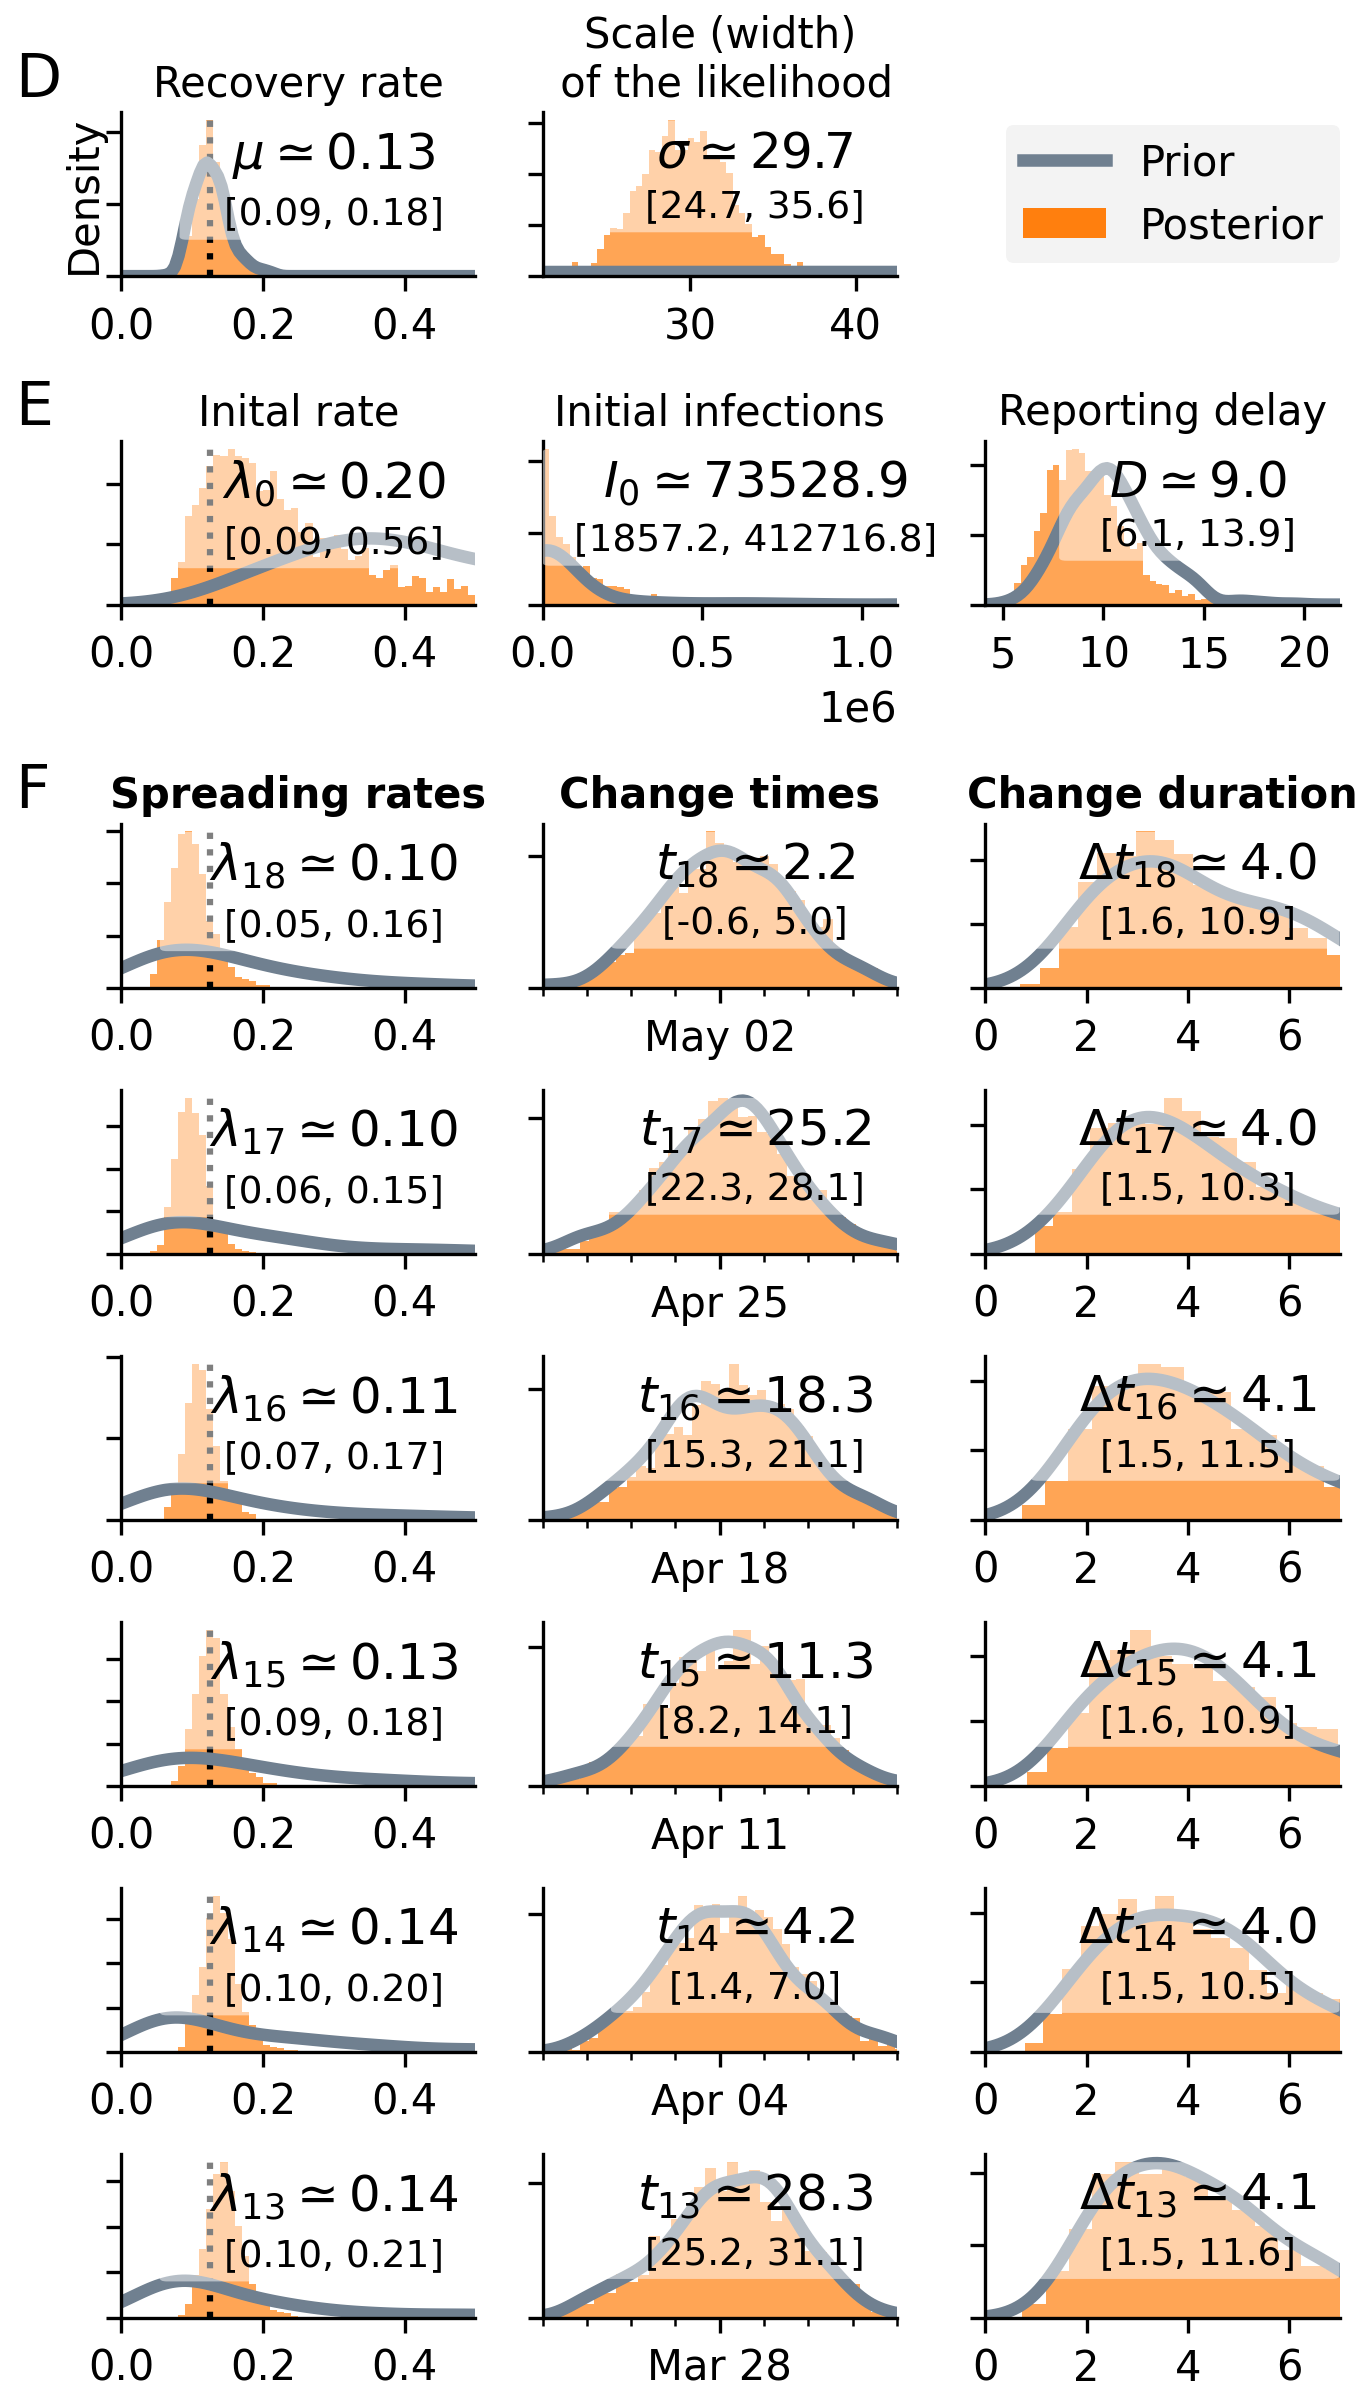 D
Recovery rate
Scale (width)
of the likelihood
Density
μ ≃ 0.13
[0.09, 0.18]
σ ≃ 29.7
[24.7, 35.6]
Prior
Posterior
0.0 0.2 0.4
30 40
E
Inital rate
Initial infections
Reporting delay
λ₀ ≃ 0.20
[0.09, 0.56]
I₀ ≃ 73528.9
[1857.2, 412716.8]
D ≃ 9.0
[6.1, 13.9]
0.0 0.2 0.4
0.0 0.5 1.0
1e6
5 10 15 20
F
Spreading rates
Change times
Change duration
λ₁₈ ≃ 0.10
[0.05, 0.16]
t₁₈ ≃ 2.2
[-0.6, 5.0]
Δt₁₈ ≃ 4.0
[1.6, 10.9]
0.0 0.2 0.4
May 02
0 2 4 6
λ₁₇ ≃ 0.10
[0.06, 0.15]
t₁₇ ≃ 25.2
[22.3, 28.1]
Δt₁₇ ≃ 4.0
[1.5, 10.3]
0.0 0.2 0.4
Apr 25
0 2 4 6
λ₁₆ ≃ 0.11
[0.07, 0.17]
t₁₆ ≃ 18.3
[15.3, 21.1]
Δt₁₆ ≃ 4.1
[1.5, 11.5]
0.0 0.2 0.4
Apr 18
0 2 4 6
λ₁₅ ≃ 0.13
[0.09, 0.18]
t₁₅ ≃ 11.3
[8.2, 14.1]
Δt₁₅ ≃ 4.1
[1.6, 10.9]
0.0 0.2 0.4
Apr 11
0 2 4 6
λ₁₄ ≃ 0.14
[0.10, 0.20]
t₁₄ ≃ 4.2
[1.4, 7.0]
Δt₁₄ ≃ 4.0
[1.5, 10.5]
0.0 0.2 0.4
Apr 04
0 2 4 6
λ₁₃ ≃ 0.14
[0.10, 0.21]
t₁₃ ≃ 28.3
[25.2, 31.1]
Δt₁₃ ≃ 4.1
[1.5, 11.6]
0.0 0.2 0.4
Mar 28
0 2 4 6